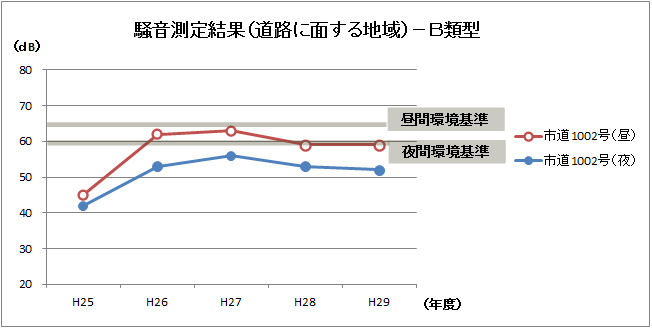 騒音測定結果（道路に面する地域）－Ｂ類型
（ｄB）
80
70
60
50
40
30
20
昼間環境基準
夜間環境基準
市道1002号（昼）
市道1002号（夜）
H25 H26 H27 H28 H29
（年度）